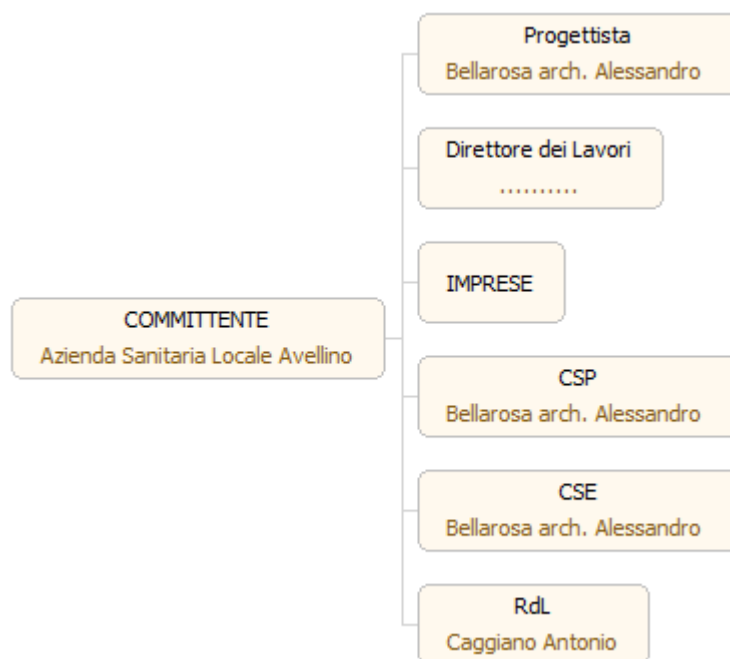 Progettista
Bellarosa arch. Alessandro
Direttore dei Lavori
..........
IMPRESE
COMMITTENTE
Azienda Sanitaria Locale Avellino
CSP
Bellarosa arch. Alessandro
CSE
Bellarosa arch. Alessandro
RdL
Caggiano Antonio